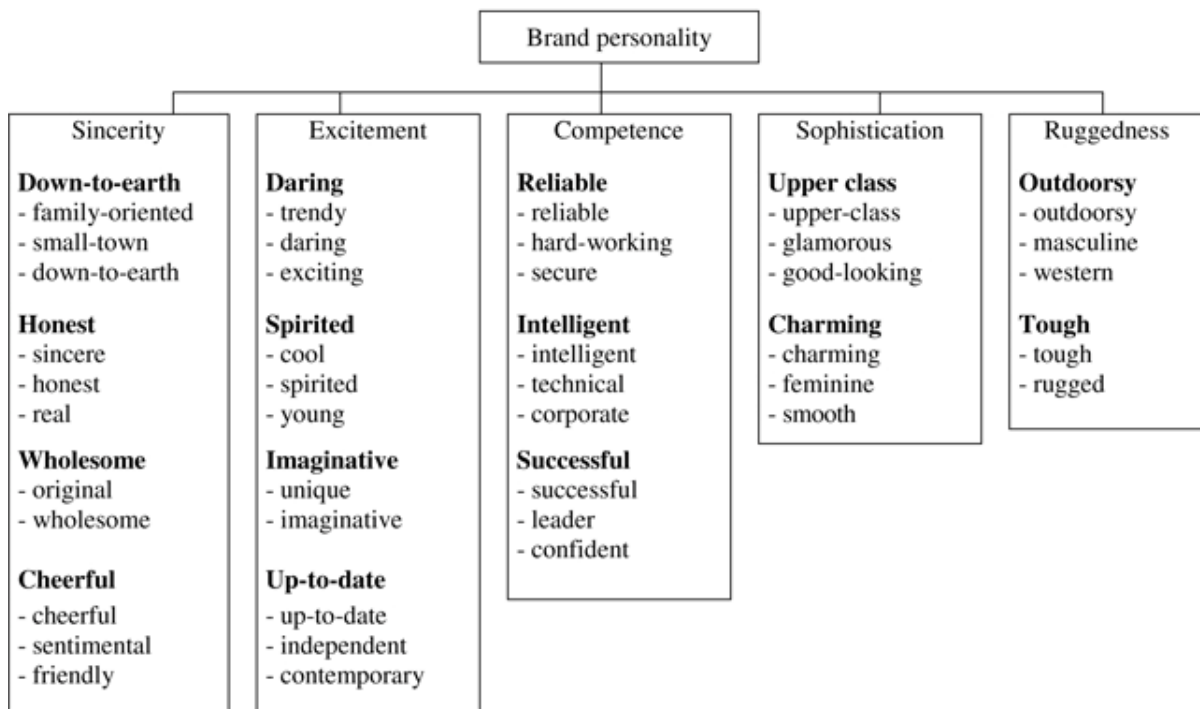 Brand personality
Sincerity
Down-to-earth
- family-oriented
- small-town
- down-to-earth
Honest
- sincere
- honest
- real
Wholesome
- original
- wholesome
Cheerful
- cheerful
- sentimental
- friendly
Excitement
Daring
- trendy
- daring
- exciting
Spirited
- cool
- spirited
- young
Imaginative
- unique
- imaginative
Up-to-date
- up-to-date
- independent
- contemporary
Competence
Reliable
- reliable
- hard-working
- secure
Intelligent
- intelligent
- technical
- corporate
Successful
- successful
- leader
- confident
Sophistication
Upper class
- upper-class
- glamorous
- good-looking
Charming
- charming
- feminine
- smooth
Ruggedness
Outdoorsy
- outdoorsy
- masculine
- western
Tough
- tough
- rugged